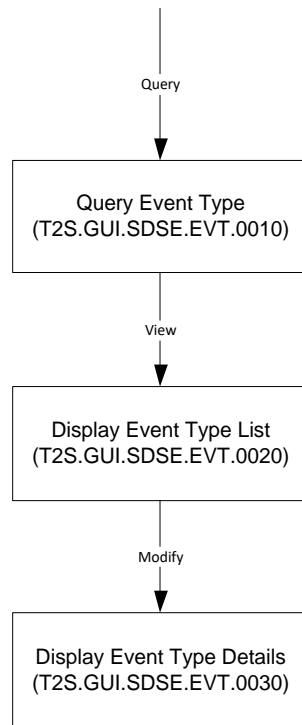 Query
Query Event Type
(T2S.GUI.SDSE.EVT.0010)
View
Display Event Type List
(T2S.GUI.SDSE.EVT.0020)
Modify
Display Event Type Details
(T2S.GUI.SDSE.EVT.0030)